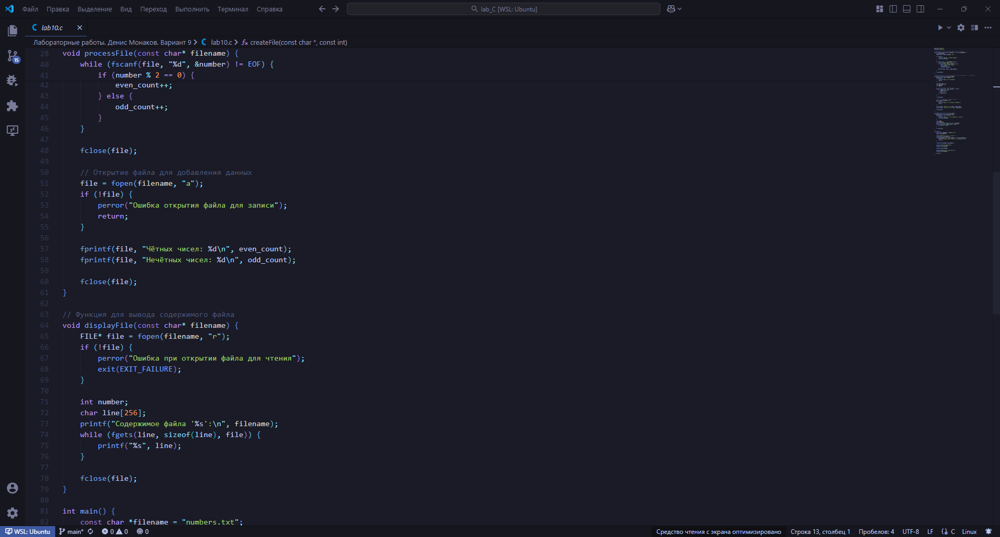 Файл Правка Выделение Вид Переход Выполнить Терминал Справка lab_C [WSL: Ubuntu]
lab10.c
Лабораторные работы. Денис Монаков. Вариант 9 > lab10.c > createFile(const char *, const int)
28 void processFile(const char* filename) {
40 while (fscanf(file, "%d", &number) != EOF) {
41 if (number % 2 == 0) {
42 even_count++;
43 } else {
44 odd_count++;
45 }
46 }
47
48 fclose(file);
49
50 // Открытие файла для добавления данных
51 file = fopen(filename, "a");
52 if (!file) {
53 perror("Ошибка открытия файла для записи");
54 return;
55 }
56
57 fprintf(file, "Чётных чисел: %d\n", even_count);
58 fprintf(file, "Нечётных чисел: %d\n", odd_count);
59
60 fclose(file);
61 }
62
63 // Функция для вывода содержимого файла
64 void displayFile(const char* filename) {
65 FILE* file = fopen(filename, "r");
66 if (!file) {
67 perror("Ошибка при открытии файла для чтения");
68 exit(EXIT_FAILURE);
69 }
70
71 int number;
72 char line[256];
73 printf("Содержимое файла '%s':\n", filename);
74 while (fgets(line, sizeof(line), file)) {
75 printf("%s", line);
76 }
77
78 fclose(file);
79 }
80
81 int main() {
82 const char *filename = "numbers.txt";
15
WSL: Ubuntu main* 0 0 0 Средство чтения с экрана оптимизировано Строка 13, столбец 1 Пробелов: 4 UTF-8 LF {} C Linux